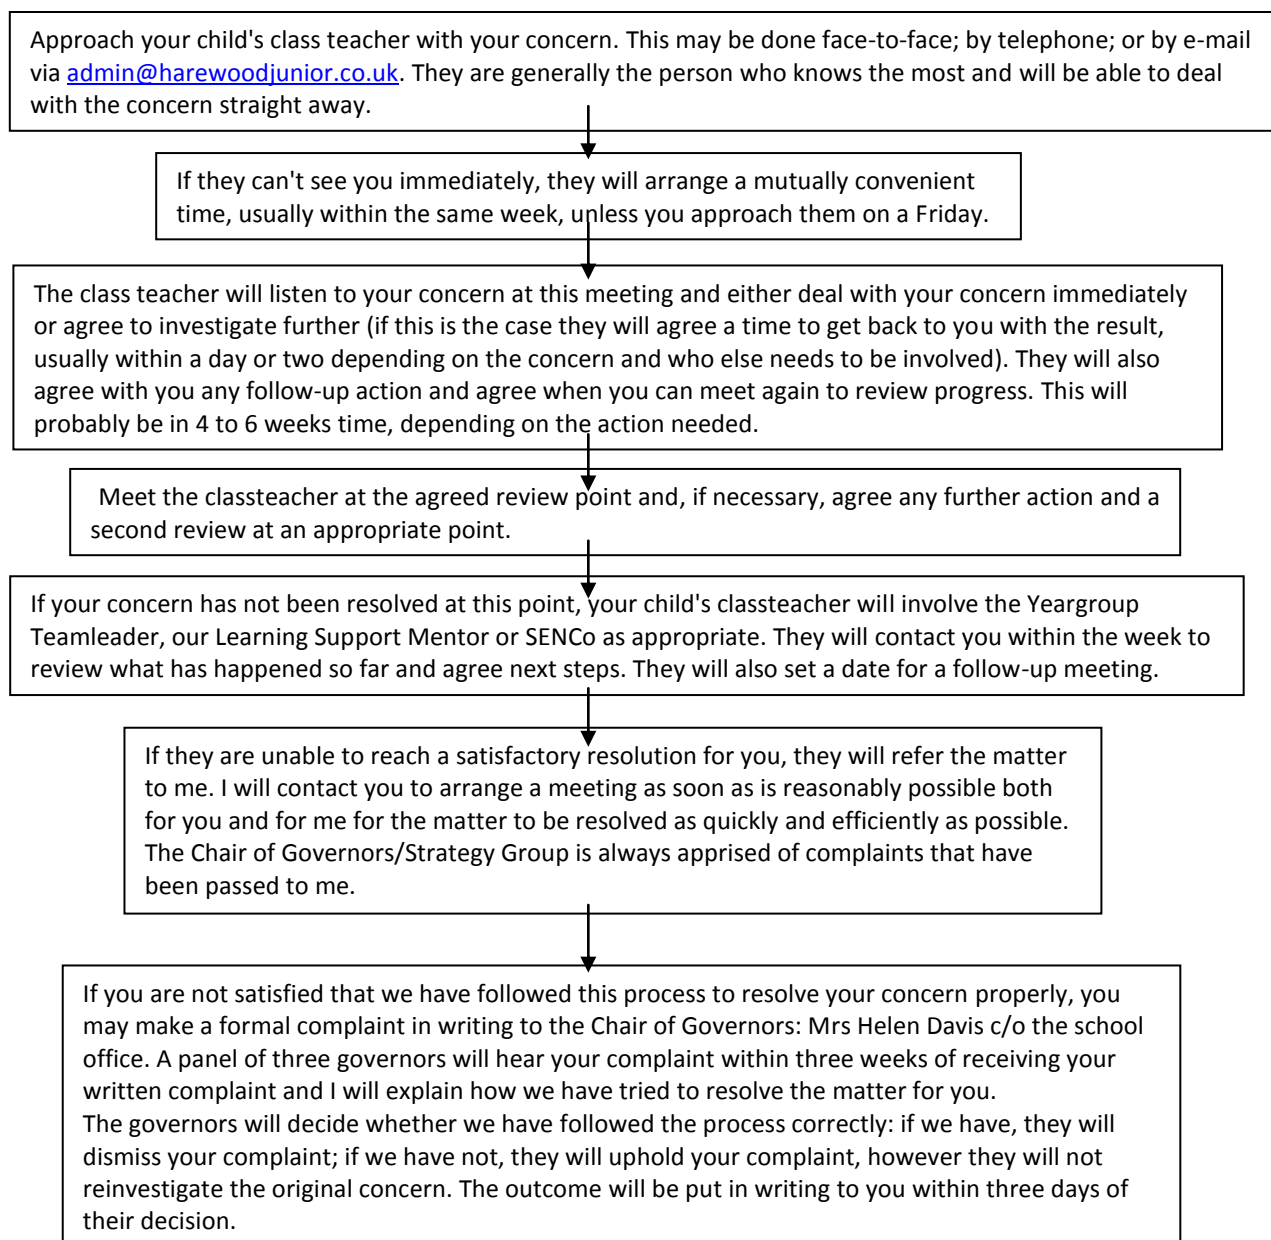 Approach your child's class teacher with your concern. This may be done face-to-face; by telephone; or by e-mail
via admin@harewoodjunior.co.uk. They are generally the person who knows the most and will be able to deal
with the concern straight away.
If they can't see you immediately, they will arrange a mutually convenient
time, usually within the same week, unless you approach them on a Friday.
The class teacher will listen to your concern at this meeting and either deal with your concern immediately
or agree to investigate further (if this is the case they will agree a time to get back to you with the result,
usually within a day or two depending on the concern and who else needs to be involved). They will also
agree with you any follow-up action and agree when you can meet again to review progress. This will
probably be in 4 to 6 weeks time, depending on the action needed.
Meet the classteacher at the agreed review point and, if necessary, agree any further action and a
second review at an appropriate point.
If your concern has not been resolved at this point, your child's classteacher will involve the Yeargroup
Teamleader, our Learning Support Mentor or SENCo as appropriate. They will contact you within the week to
review what has happened so far and agree next steps. They will also set a date for a follow-up meeting.
If they are unable to reach a satisfactory resolution for you, they will refer the matter
to me. I will contact you to arrange a meeting as soon as is reasonably possible both
for you and for me for the matter to be resolved as quickly and efficiently as possible.
The Chair of Governors/Strategy Group is always apprised of complaints that have
been passed to me.
If you are not satisfied that we have followed this process to resolve your concern properly, you
may make a formal complaint in writing to the Chair of Governors: Mrs Helen Davis c/o the school
office. A panel of three governors will hear your complaint within three weeks of receiving your
written complaint and I will explain how we have tried to resolve the matter for you.
The governors will decide whether we have followed the process correctly: if we have, they will
dismiss your complaint; if we have not, they will uphold your complaint, however they will not
reinvestigate the original concern. The outcome will be put in writing to you within three days of
their decision.